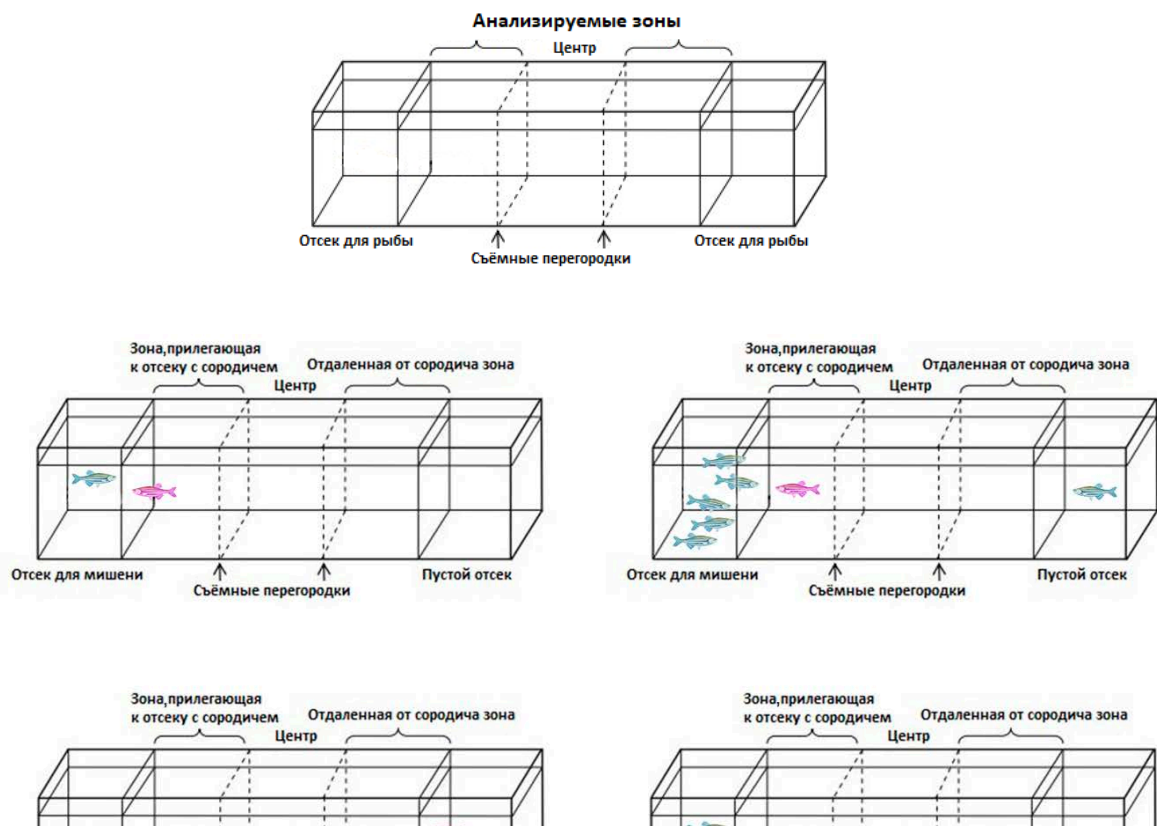 Анализируемые зоны
Центр
Отсек для рыбы
Отсек для рыбы
Съёмные перегородки
Зона,прилегающая
к отсеку с сородичем
Отдаленная от сородича зона
Центр
Отсек для мишени
Пустой отсек
Съёмные перегородки
Зона,прилегающая
к отсеку с сородичем
Отдаленная от сородича зона
Центр
Отсек для мишени
Пустой отсек
Съёмные перегородки
Зона,прилегающая
к отсеку с сородичем
Отдаленная от сородича зона
Центр
Зона,прилегающая
к отсеку с сородичем
Отдаленная от сородича зона
Центр